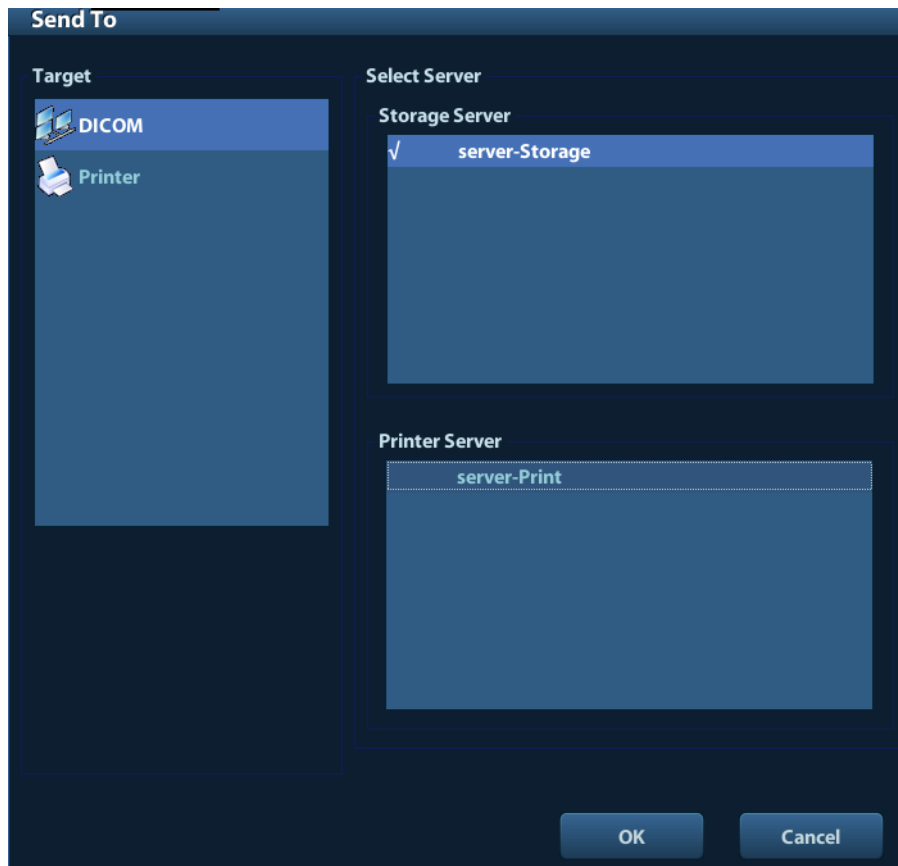 Send To
Target
DICOM
Printer
Select Server
Storage Server
√ server-Storage
Printer Server
server-Print
OK
Cancel